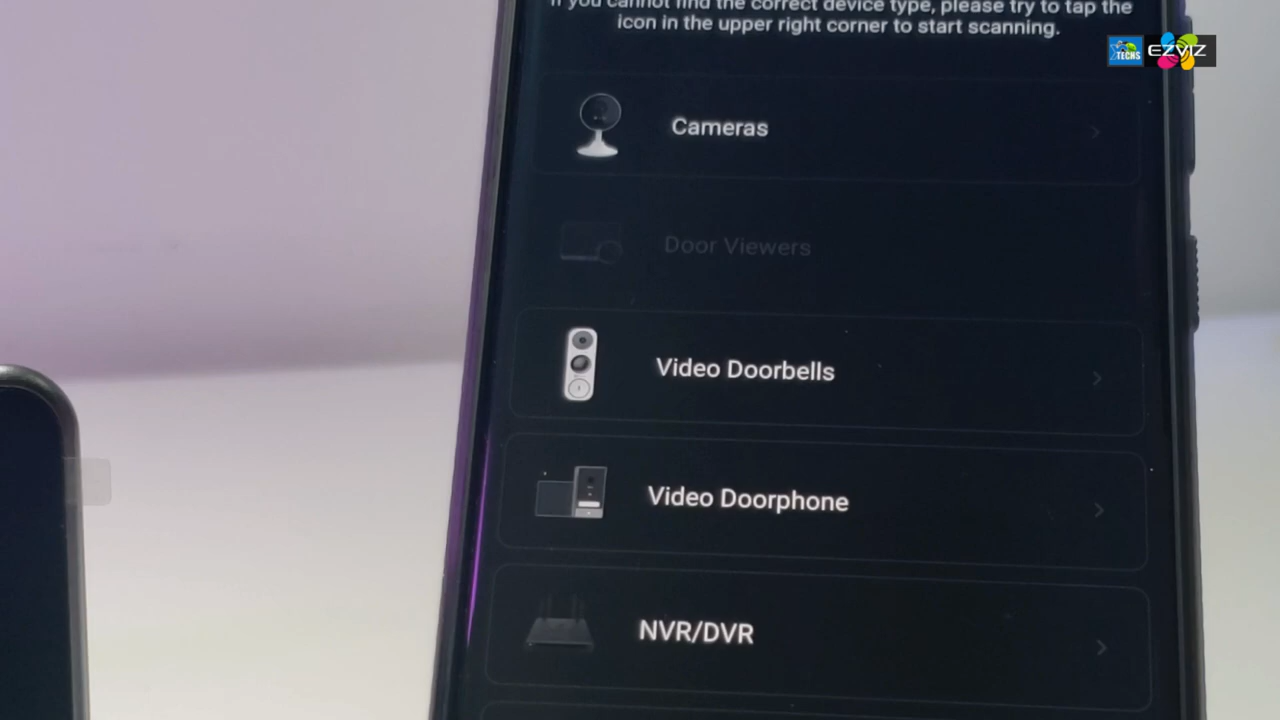 If you cannot find the correct device type, please try to tap the
icon in the upper right corner to start scanning.
TECHS
EZVIZ
Cameras
Door Viewers
Video Doorbells
Video Doorphone
NVR/DVR